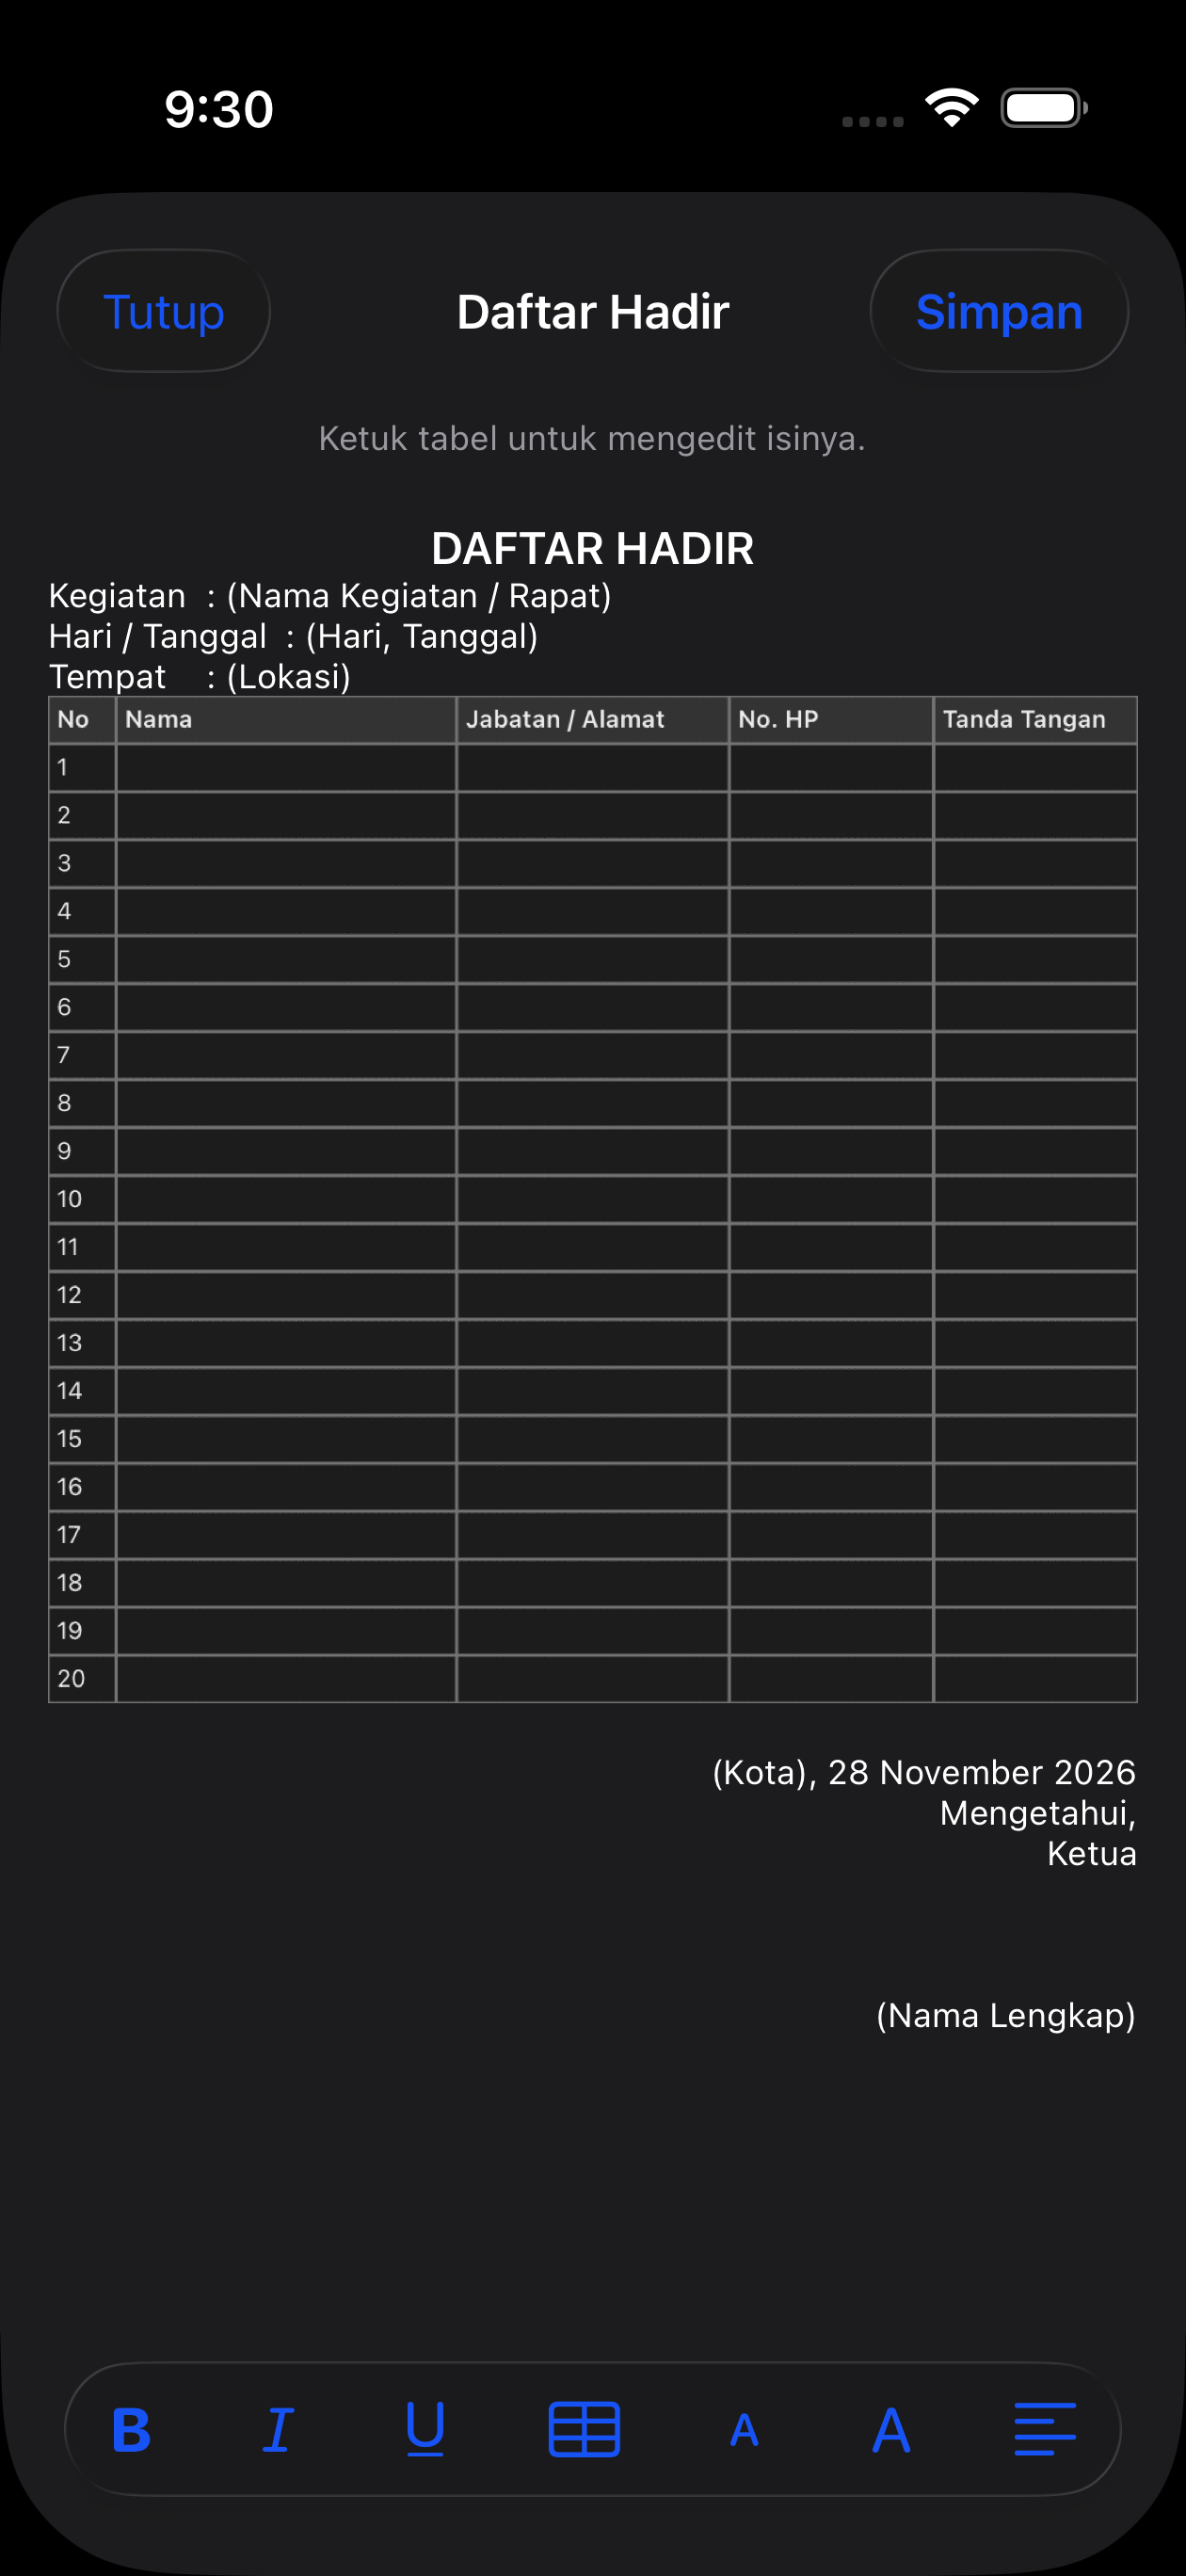 9:30
Tutup Daftar Hadir Simpan
Ketuk tabel untuk mengedit isinya.
DAFTAR HADIR
Kegiatan : (Nama Kegiatan / Rapat)
Hari / Tanggal : (Hari, Tanggal)
Tempat : (Lokasi)
No Nama Jabatan / Alamat No. HP Tanda Tangan
1
2
3
4
5
6
7
8
9
10
11
12
13
14
15
16
17
18
19
20
(Kota), 28 November 2026
Mengetahui,
Ketua
(Nama Lengkap)
B I U A A